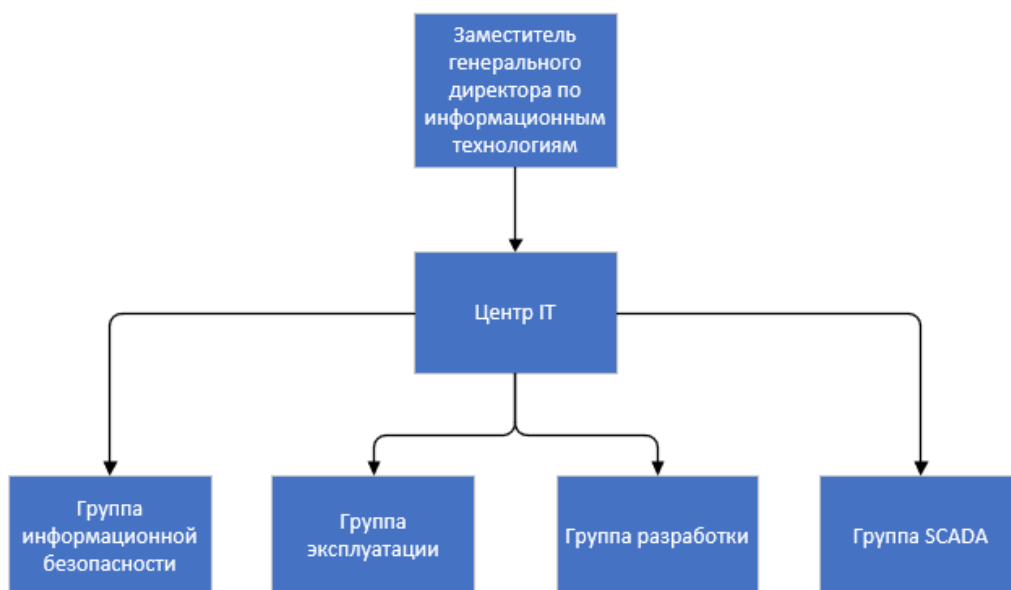 Заместитель
генерального
директора по
информационным
технологиям
Центр IT
Группа
информационной
безопасности
Группа
эксплуатации
Группа разработки
Группа SCADA